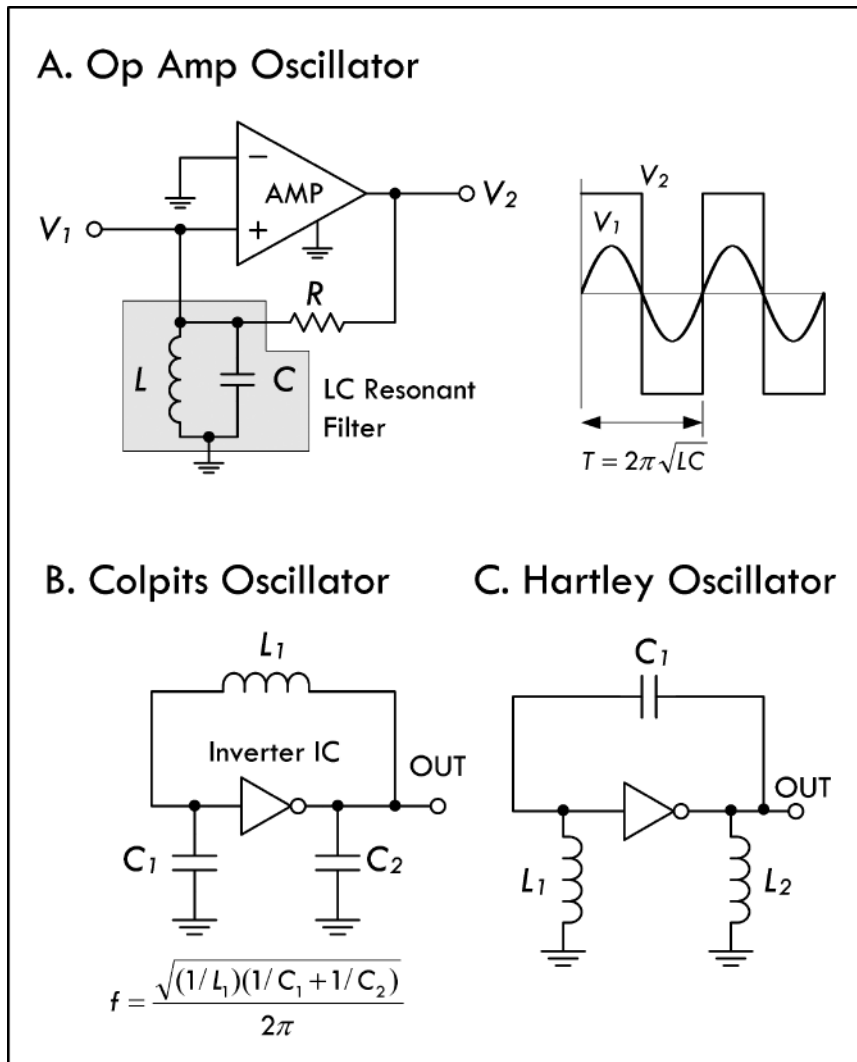 A. Op Amp Oscillator
−
AMP
+
V1
V2
R
L
C
LC Resonant
Filter
V2
V1
T = 2π√LC
B. Colpits Oscillator
L1
Inverter IC
OUT
C1
C2
f = √(1/L1)(1/C1+1/C2) / 2π
C. Hartley Oscillator
C1
OUT
L1
L2